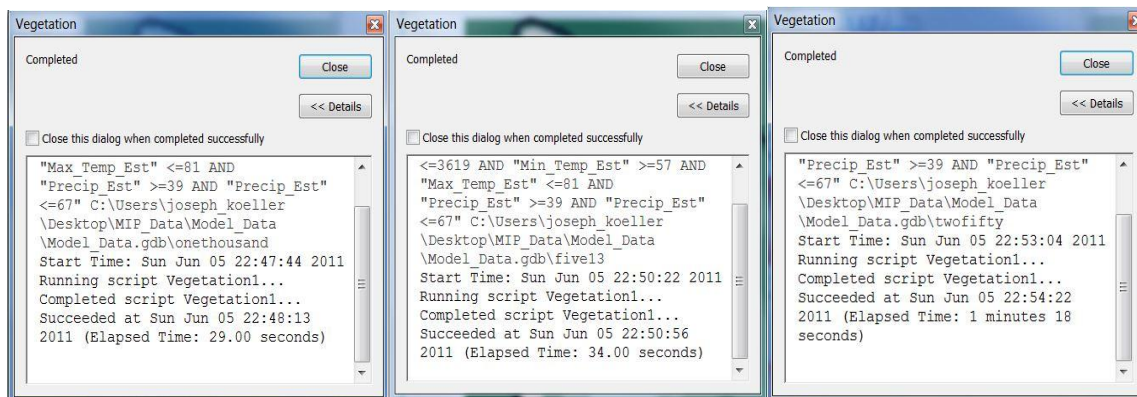 Vegetation
Completed
Close
<< Details
Close this dialog when completed successfully
"Max_Temp_Est" <=81 AND
"Precip_Est" >=39 AND "Precip_Est"
<=67" C:\Users\joseph_koeller
\Desktop\MIP_Data\Model_Data
\Model_Data.gdb\onethousand
Start Time: Sun Jun 05 22:47:44 2011
Running script Vegetation1...
Completed script Vegetation1...
Succeeded at Sun Jun 05 22:48:13
2011 (Elapsed Time: 29.00 seconds)
Vegetation
Completed
Close
<< Details
Close this dialog when completed successfully
<=3619 AND "Min_Temp_Est" >=57 AND
"Max_Temp_Est" <=81 AND
"Precip_Est" >=39 AND "Precip_Est"
<=67" C:\Users\joseph_koeller
\Desktop\MIP_Data\Model_Data
\Model_Data.gdb\five13
Start Time: Sun Jun 05 22:50:22 2011
Running script Vegetation1...
Completed script Vegetation1...
Succeeded at Sun Jun 05 22:50:56
2011 (Elapsed Time: 34.00 seconds)
Vegetation
Completed
Close
<< Details
Close this dialog when completed successfully
"Precip_Est" >=39 AND "Precip_Est"
<=67" C:\Users\joseph_koeller
\Desktop\MIP_Data\Model_Data
\Model_Data.gdb\twofifty
Start Time: Sun Jun 05 22:53:04 2011
Running script Vegetation1...
Completed script Vegetation1...
Succeeded at Sun Jun 05 22:54:22
2011 (Elapsed Time: 1 minutes 18
seconds)